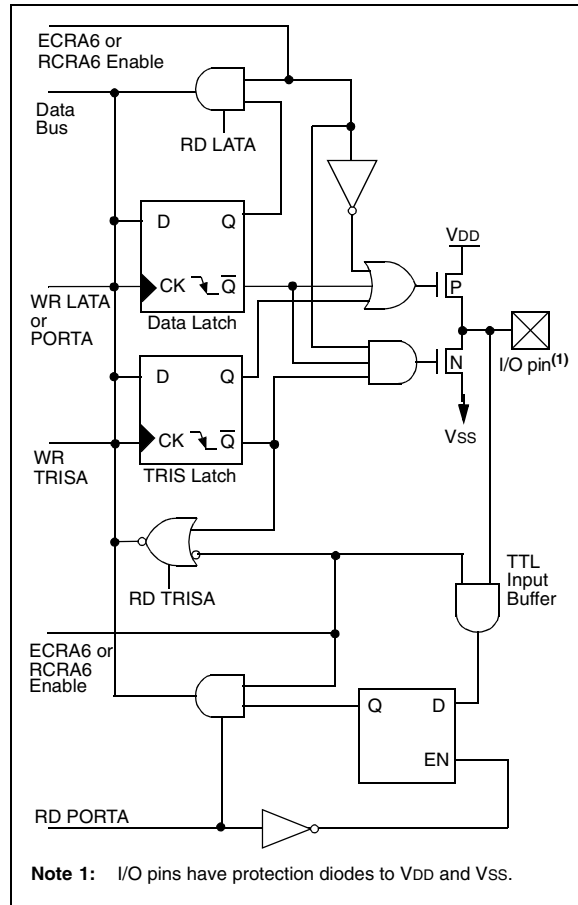 ECRA6 or
RCRA6 Enable
Data
Bus
RD LATA
D Q
VDD
CK Q
P
WR LATA
or
PORTA
Data Latch
I/O pin(1)
N
D Q
VSS
CK Q
WR
TRISA
TRIS Latch
TTL
Input
Buffer
RD TRISA
ECRA6 or
RCRA6
Enable
Q D
EN
RD PORTA
Note 1: I/O pins have protection diodes to VDD and VSS.